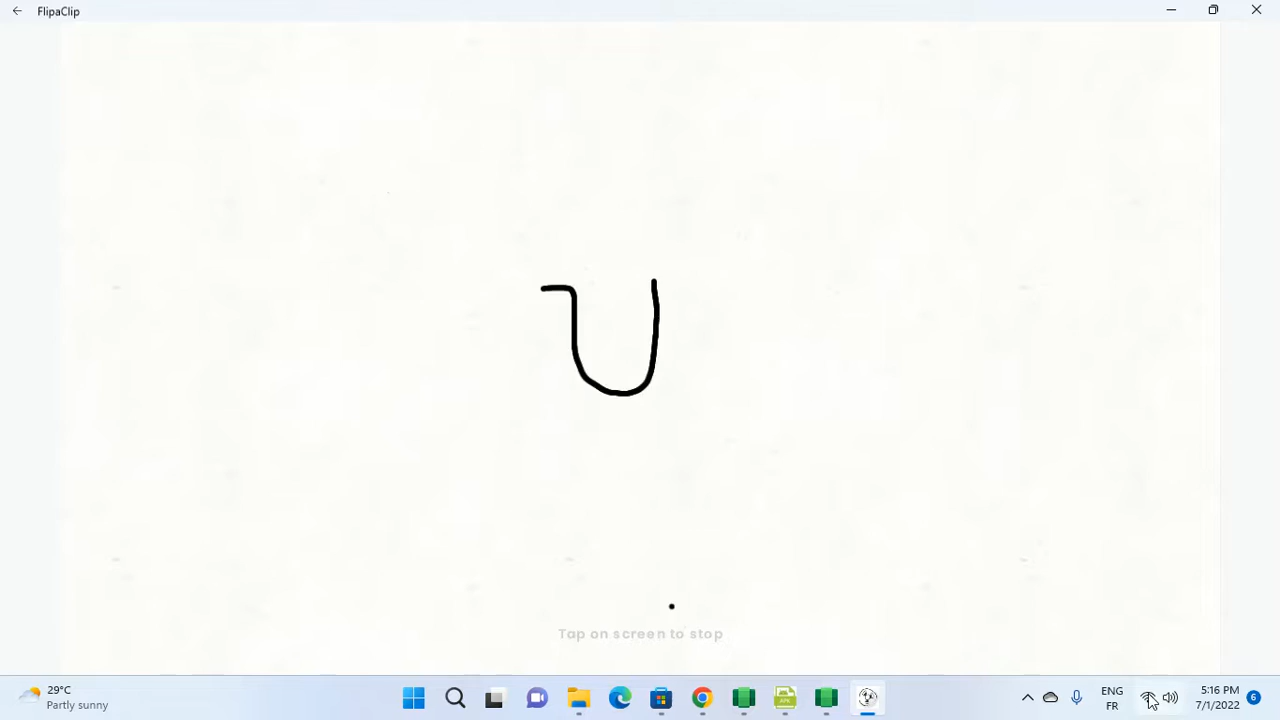 FlipaClip
U
Tap on screen to stop
29°C
Partly sunny
ENG
FR
5:16 PM
7/1/2022
6